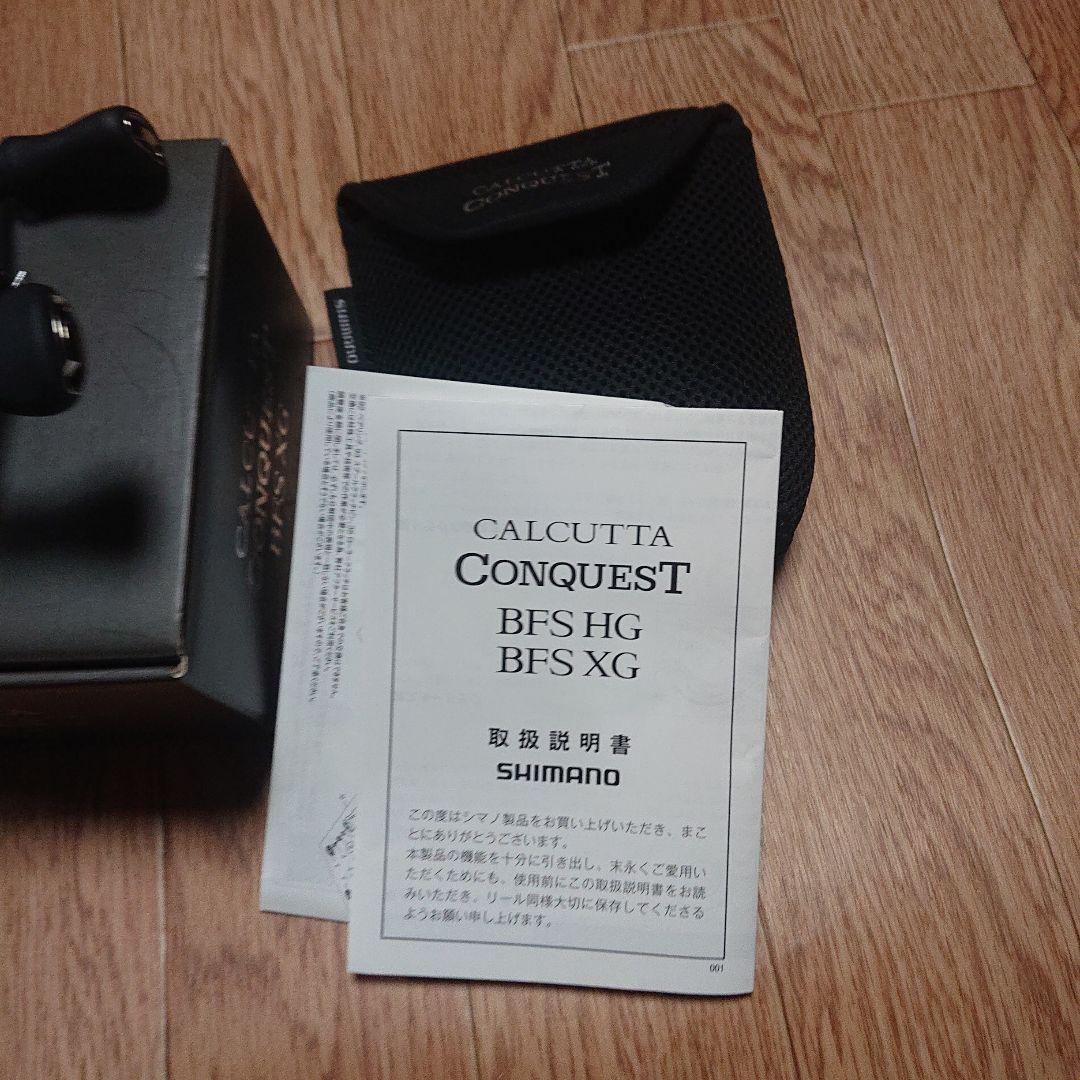 CALCUTTA
CONQUEST
SHIMANO
CALCUTTA
CONQUEST
BFS XG
CALCUTTA
CONQUEST
BFS HG
BFS XG
取扱説明書
SHIMANO
この度はシマノ製品をお買い上げいただき、まこ
とにありがとうございます。
本製品の機能を十分に引き出し、末永くご愛用い
ただくためにも、使用前にこの取扱説明書をお読
みいただき、リール同様大切に保存してくださる
ようお願い申し上げます。
001